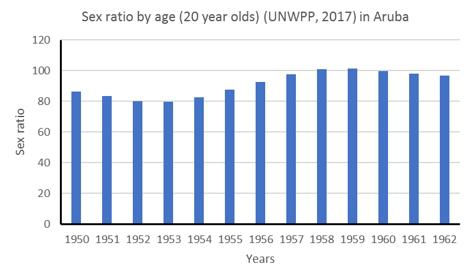 Sex ratio by age (20 year olds) (UNWPP, 2017) in Aruba
120
100
80
60
40
20
0
Sex ratio
1950 1951 1952 1953 1954 1955 1956 1957 1958 1959 1960 1961 1962
Years